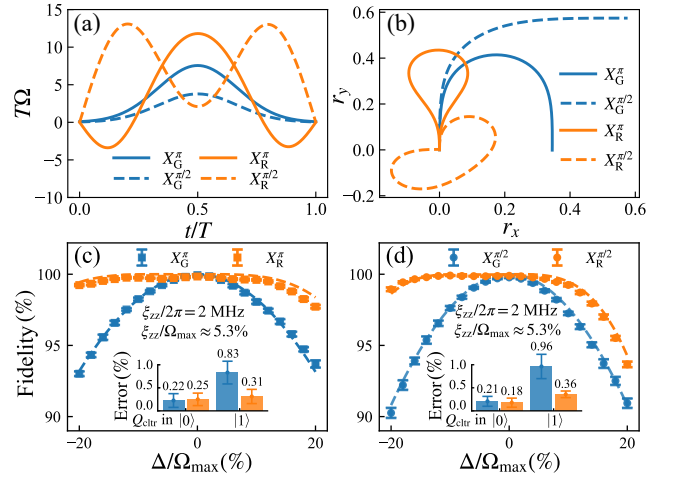 (a)
TΩ
15
10
5
0
−5
−10
0.0
0.5
1.0
t/T
X_G^π
X_R^π
X_G^{π/2}
X_R^{π/2}
(b)
r_y
0.6
0.4
0.2
0.0
−0.2
0.0
0.2
0.4
0.6
r_x
X_G^π
X_G^{π/2}
X_R^π
X_R^{π/2}
(c)
X_G^π
X_R^π
Fidelity(%)
100
95
90
ξ_zz/2π = 2 MHz
ξ_zz/Ω_max ≈ 5.3%
Error(%)
1.0
0.5
0.0
0.22
0.25
0.83
0.31
Q_cltr in |0⟩
|1⟩
−20
0
20
Δ/Ω_max(%)
(d)
X_G^{π/2}
X_R^{π/2}
100
95
90
ξ_zz/2π = 2 MHz
ξ_zz/Ω_max ≈ 5.3%
Error(%)
1.0
0.5
0.0
0.21
0.18
0.96
0.36
Q_cltr in |0⟩
|1⟩
−20
0
20
Δ/Ω_max(%)